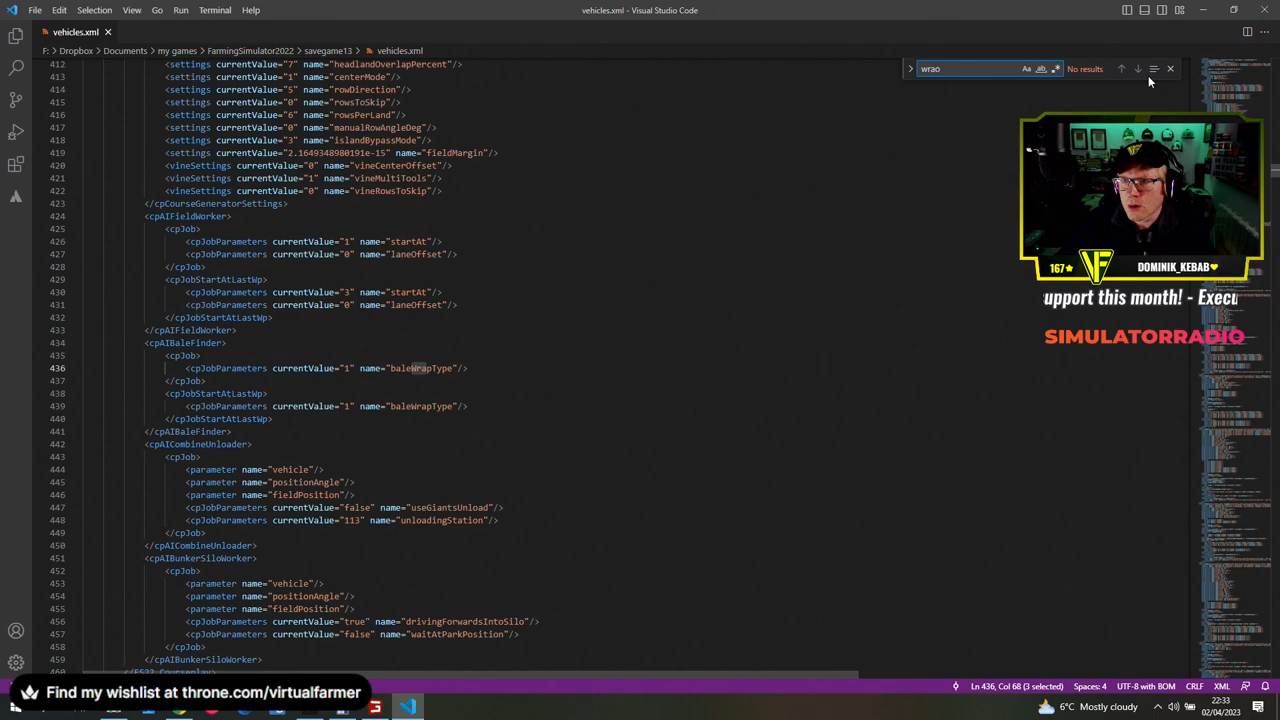 File Edit Selection View Go Run Terminal Help
vehicles.xml - Visual Studio Code
vehicles.xml
F: > Dropbox > Documents > my games > FarmingSimulator2022 > savegame13 > vehicles.xml
wrao
No results
412 <settings currentValue="7" name="headlandOverlapPercent"/>
413 <settings currentValue="1" name="centerMode"/>
414 <settings currentValue="5" name="rowDirection"/>
415 <settings currentValue="0" name="rowsToSkip"/>
416 <settings currentValue="6" name="rowsPerLand"/>
417 <settings currentValue="0" name="manualRowAngleDeg"/>
418 <settings currentValue="3" name="islandBypassMode"/>
419 <settings currentValue="2.1649348980191e-15" name="fieldMargin"/>
420 <vineSettings currentValue="0" name="vineCenterOffset"/>
421 <vineSettings currentValue="1" name="vineMultiTools"/>
422 <vineSettings currentValue="0" name="vineRowsToSkip"/>
423 </cpCourseGeneratorSettings>
424 <cpAIFieldWorker>
425 <cpJob>
426 <cpJobParameters currentValue="1" name="startAt"/>
427 <cpJobParameters currentValue="0" name="laneOffset"/>
428 </cpJob>
429 <cpJobStartAtLastWp>
430 <cpJobParameters currentValue="3" name="startAt"/>
431 <cpJobParameters currentValue="0" name="laneOffset"/>
432 </cpJobStartAtLastWp>
433 </cpAIFieldWorker>
434 <cpAIBaleFinder>
435 <cpJob>
436 <cpJobParameters currentValue="1" name="baleWrapType"/>
437 </cpJob>
438 <cpJobStartAtLastWp>
439 <cpJobParameters currentValue="1" name="baleWrapType"/>
440 </cpJobStartAtLastWp>
441 </cpAIBaleFinder>
442 <cpAICombineUnloader>
443 <cpJob>
444 <parameter name="vehicle"/>
445 <parameter name="positionAngle"/>
446 <parameter name="fieldPosition"/>
447 <cpJobParameters currentValue="false" name="useGiantsUnload"/>
448 <cpJobParameters currentValue="113" name="unloadingStation"/>
449 </cpJob>
450 </cpAICombineUnloader>
451 <cpAIBunkerSiloWorker>
452 <cpJob>
453 <parameter name="vehicle"/>
454 <parameter name="positionAngle"/>
455 <parameter name="fieldPosition"/>
456 <cpJobParameters currentValue="true" name="drivingForwardsIntoSilo"/>
457 <cpJobParameters currentValue="false" name="waitAtParkPosition"/>
458 </cpJob>
459 </cpAIBunkerSiloWorker>
167 VF DOMINIK_KEBAB
upport this month! - Execu
SIMULATORRADIO
Find my wishlist at throne.com/virtualfarmer
Ln 436, Col 68 (3 selected) Spaces: 4 UTF-8 with BOM CRLF XML
6°C Mostly cloudy
22:33
02/04/2023